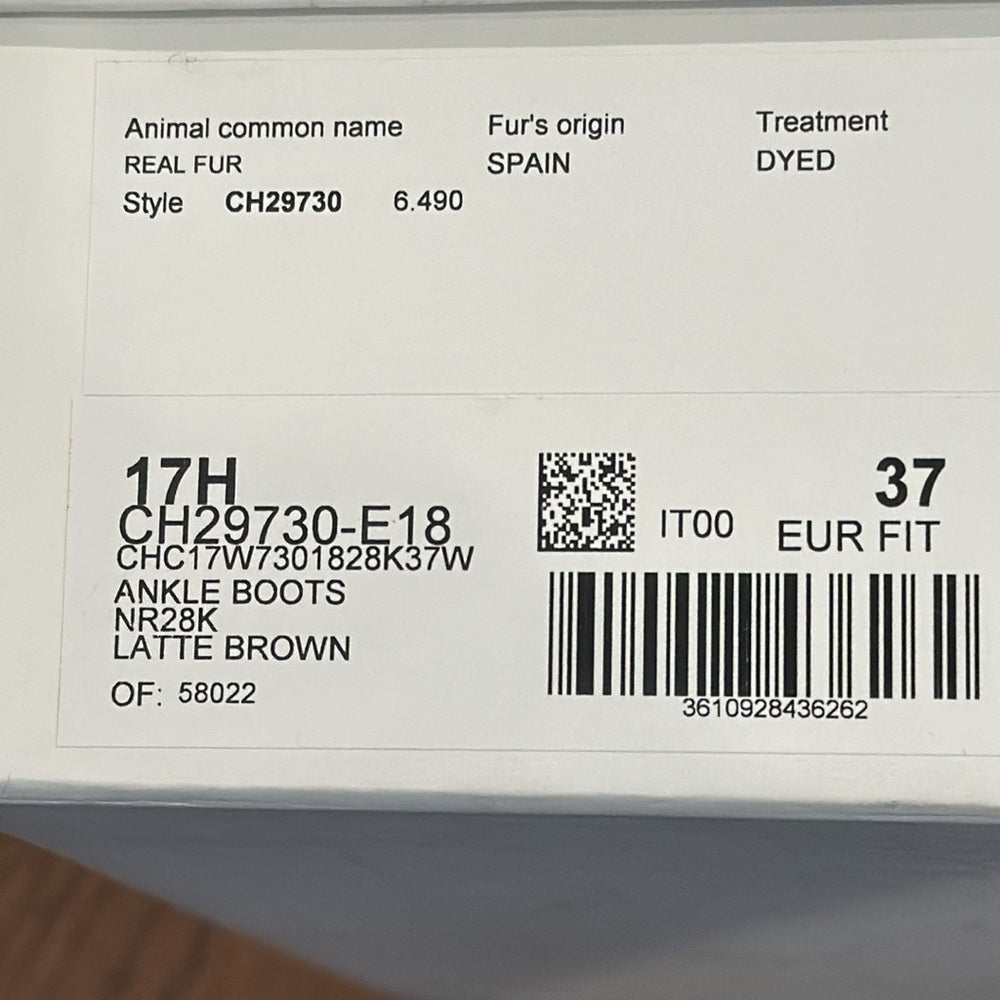 Animal common name Fur's origin Treatment
REAL FUR SPAIN DYED
Style CH29730 6.490
17H 37
CH29730-E18 IT00 EUR FIT
CHC17W7301828K37W
ANKLE BOOTS
NR28K
LATTE BROWN
OF: 58022
3610928436262